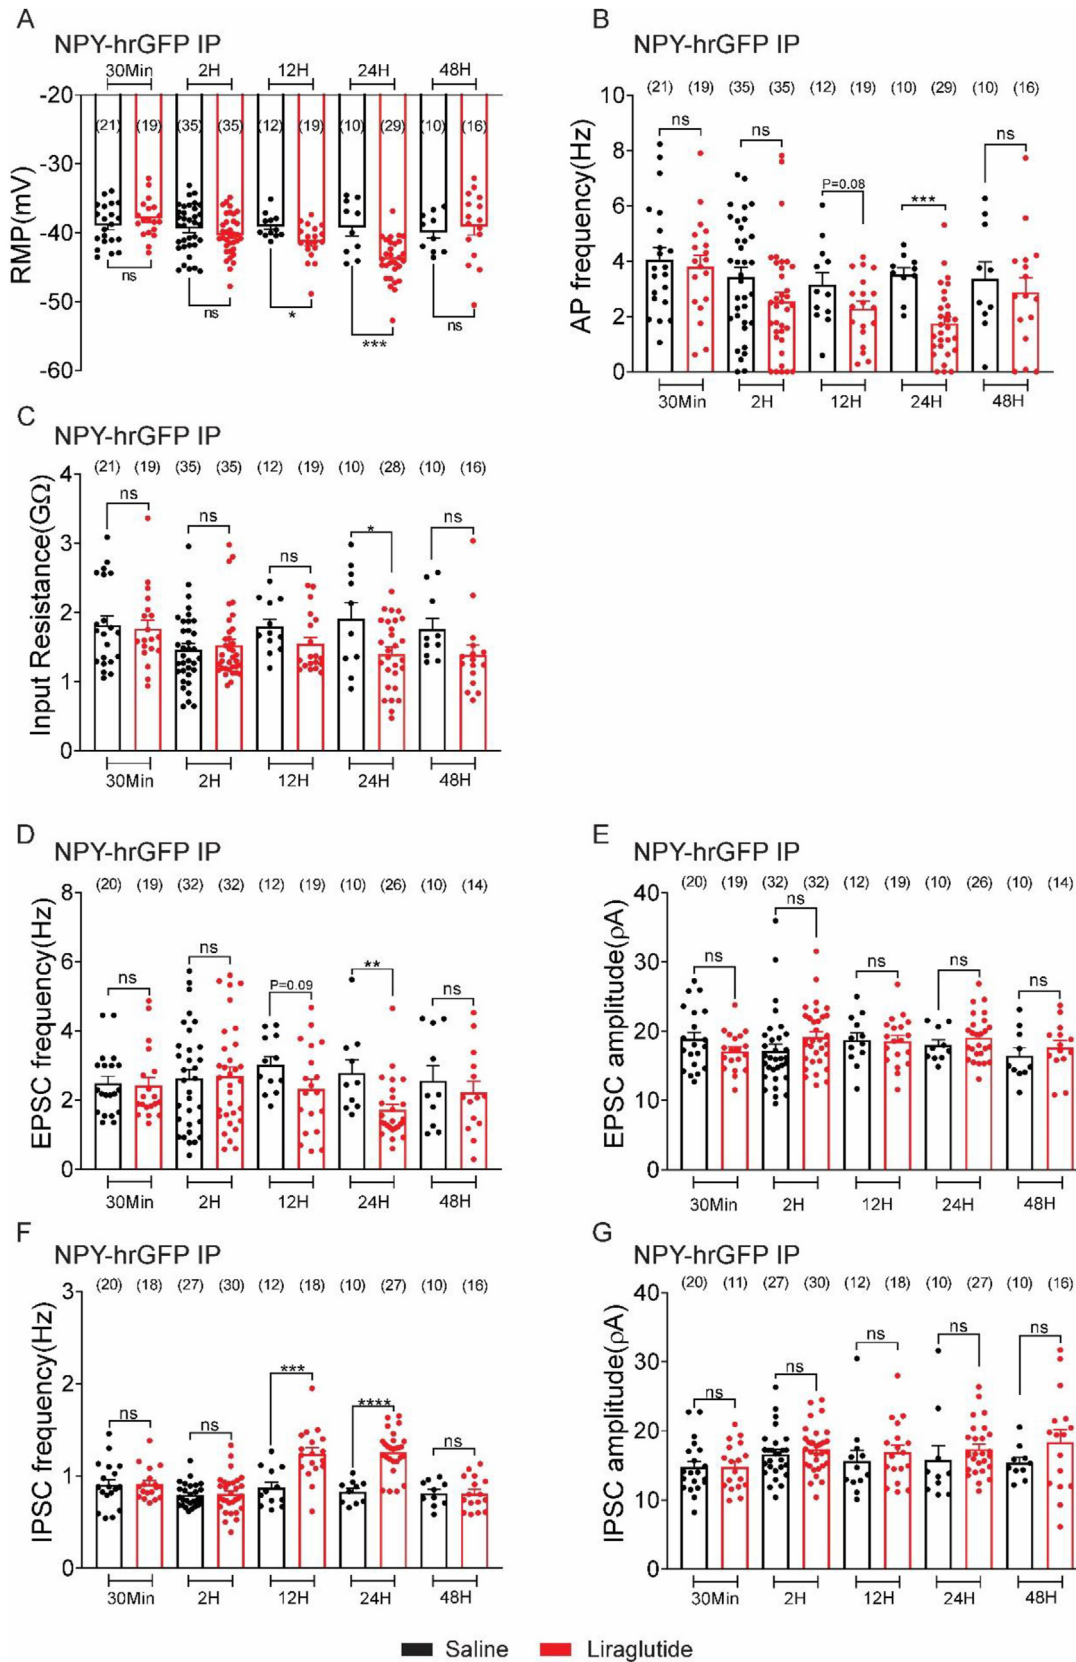 A
NPY-hrGFP IP
30Min 2H 12H 24H 48H
-20
(21) (19) (35) (35) (12) (19) (10) (29) (10) (16)
-30
-40
-50
-60
RMP(mV)
ns ns * *** ns
B
NPY-hrGFP IP
(21) (19) (35) (35) (12) (19) (10) (29) (10) (16)
10
8
6
4
2
0
AP frequency(Hz)
ns ns P=0.08 *** ns
30Min 2H 12H 24H 48H
C
NPY-hrGFP IP
(21) (19) (35) (35) (12) (19) (10) (28) (10) (16)
4
3
2
1
0
Input Resistance(GΩ)
ns ns ns * ns
30Min 2H 12H 24H 48H
D
NPY-hrGFP IP
(20) (19) (32) (32) (12) (19) (10) (26) (10) (14)
8
6
4
2
0
EPSC frequency(Hz)
ns ns P=0.09 ** ns
30Min 2H 12H 24H 48H
E
NPY-hrGFP IP
(20) (19) (32) (32) (12) (19) (10) (26) (10) (14)
40
30
20
10
0
EPSC amplitude(ρA)
ns ns ns ns ns
30Min 2H 12H 24H 48H
F
NPY-hrGFP IP
(20) (18) (27) (30) (12) (18) (10) (27) (10) (16)
3
2
1
0
IPSC frequency(Hz)
ns ns *** **** ns
30Min 2H 12H 24H 48H
G
NPY-hrGFP IP
(20) (11) (27) (30) (12) (18) (10) (27) (10) (16)
40
30
20
10
0
IPSC amplitude(ρA)
ns ns ns ns ns
30Min 2H 12H 24H 48H
Saline Liraglutide